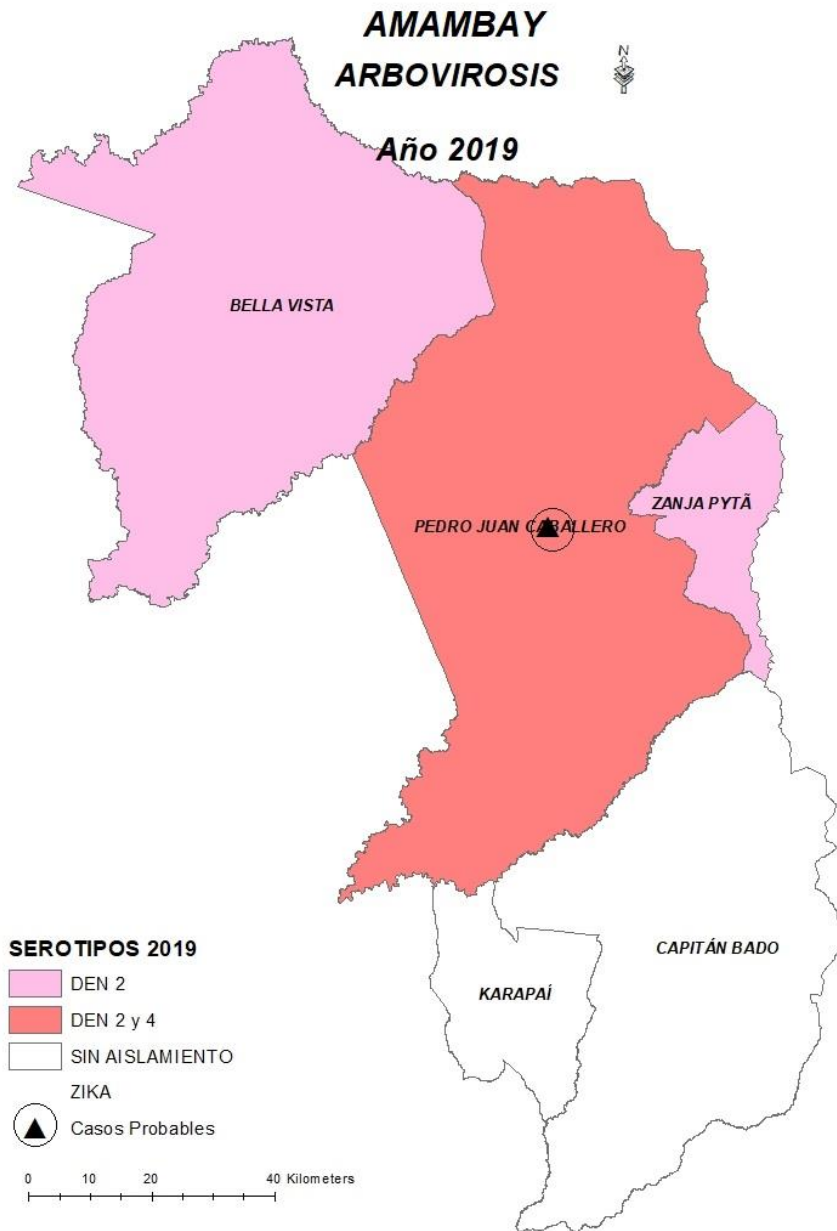 AMAMBAY
ARBOVIROSIS
N
Año 2019
BELLA VISTA
ZANJA PYTÃ
PEDRO JUAN CABALLERO
CAPITÁN BADO
KARAPAÍ
SEROTIPOS 2019
DEN 2
DEN 2 y 4
SIN AISLAMIENTO
ZIKA
Casos Probables
0 10 20 40 Kilometers